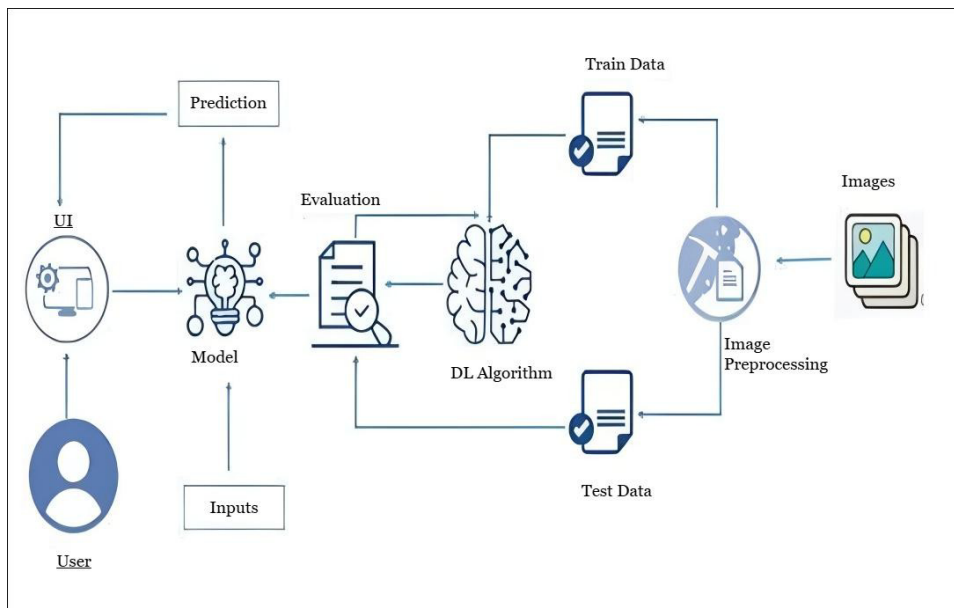 Train Data
Prediction
Images
Evaluation
UI
Image
Preprocessing
Model
DL Algorithm
Test Data
Inputs
User